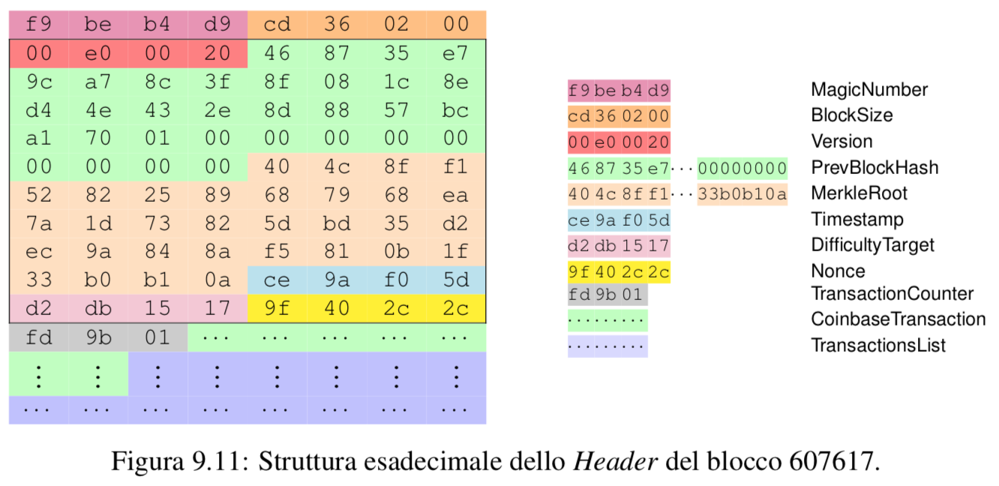 f9 be b4 d9 cd 36 02 00
00 e0 00 20 46 87 35 e7
9c a7 8c 3f 8f 08 1c 8e
d4 4e 43 2e 8d 88 57 bc
a1 70 01 00 00 00 00 00
00 00 00 00 40 4c 8f f1
52 82 25 89 68 79 68 ea
7a 1d 73 82 5d bd 35 d2
ec 9a 84 8a f5 81 0b 1f
33 b0 b1 0a ce 9a f0 5d
d2 db 15 17 9f 40 2c 2c
fd 9b 01 ... ... ... ... ...
⋮ ⋮ ⋮ ⋮ ⋮ ⋮ ⋮ ⋮
... ... ... ... ... ... ... ...
f9 be b4 d9 MagicNumber
cd 36 02 00 BlockSize
00 e0 00 20 Version
46 87 35 e7 ··· 00000000 PrevBlockHash
40 4c 8f f1 ··· 33b0b10a MerkleRoot
ce 9a f0 5d Timestamp
d2 db 15 17 DifficultyTarget
9f 40 2c 2c Nonce
fd 9b 01 TransactionCounter
········· CoinbaseTransaction
········· TransactionsList
Figura 9.11: Struttura esadecimale dello Header del blocco 607617.